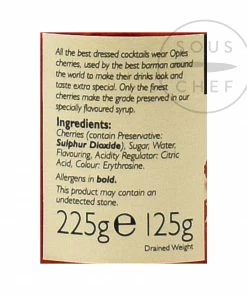 SOUS
CHEF
All the best dressed cocktails wear Opies
cherries, used by the best barman around
the world to make their drinks look and
taste extra special. Only the finest
cherries make the grade preserved in our
specially flavoured syrup.
Ingredients:
Cherries (contain Preservative:
Sulphur Dioxide), Sugar, Water,
Flavouring, Acidity Regulator: Citric
Acid, Colour: Erythrosine.
Allergens in bold.
This product may contain an
undetected stone.
225g e 125g
Drained Weight